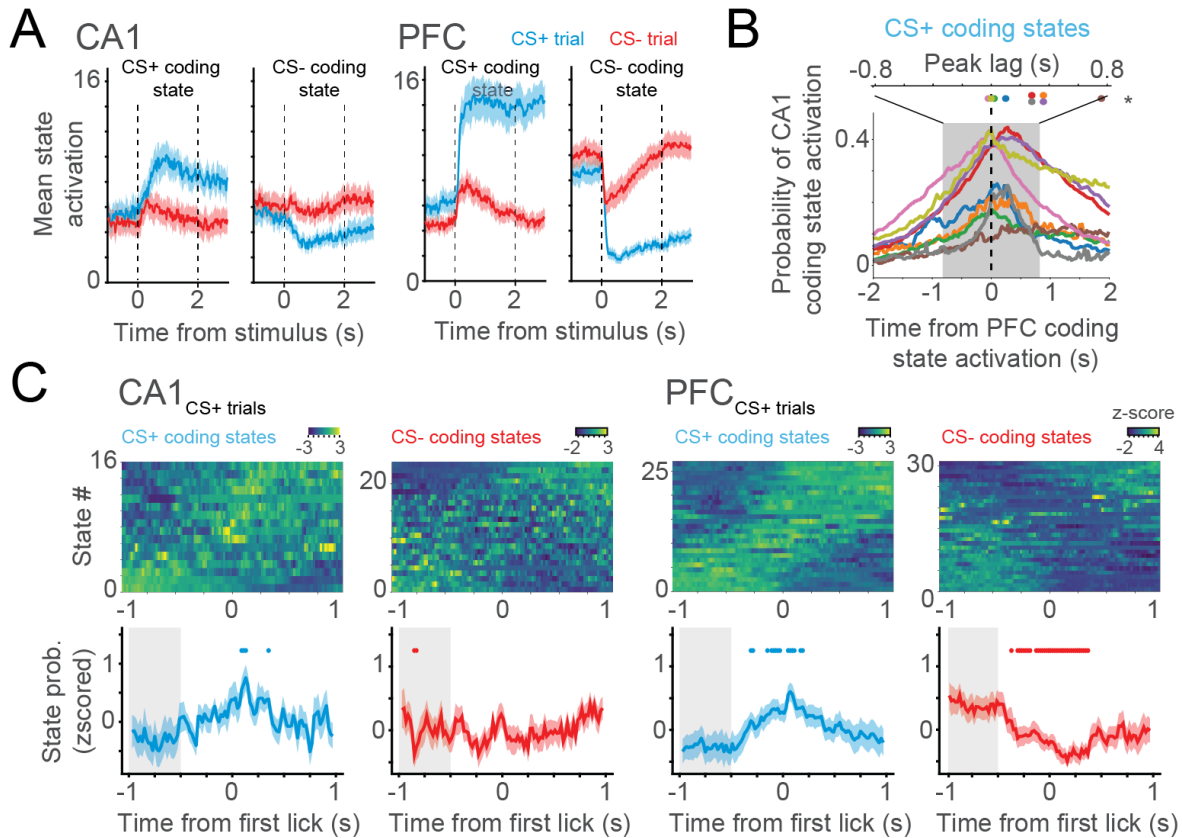 A
CA1
PFC
CS+ trial
CS- trial
CS+ coding
state
CS- coding
state
CS+ coding
state
CS- coding
state
Mean state
activation
16
0
0 2
0 2
0 2
0 2
Time from stimulus (s)
Time from stimulus (s)
B
CS+ coding states
Peak lag (s)
-0.8 0.8
*
Probability of CA1
coding state activation
0.4
0
-2 -1 0 1 2
Time from PFC coding
state activation (s)
C
CA1 CS+ trials
PFC CS+ trials
z-score
CS+ coding states
-3 3
CS- coding states
-2 3
CS+ coding states
-3 3
CS- coding states
-2 4
State #
16
0
20
0
25
0
30
0
-1 0 1
-1 0 1
-1 0 1
-1 0 1
State prob.
(zscored)
1
0
1
0
1
0
1
0
-1 0 1
-1 0 1
-1 0 1
-1 0 1
Time from first lick (s)
Time from first lick (s)
Time from first lick (s)
Time from first lick (s)